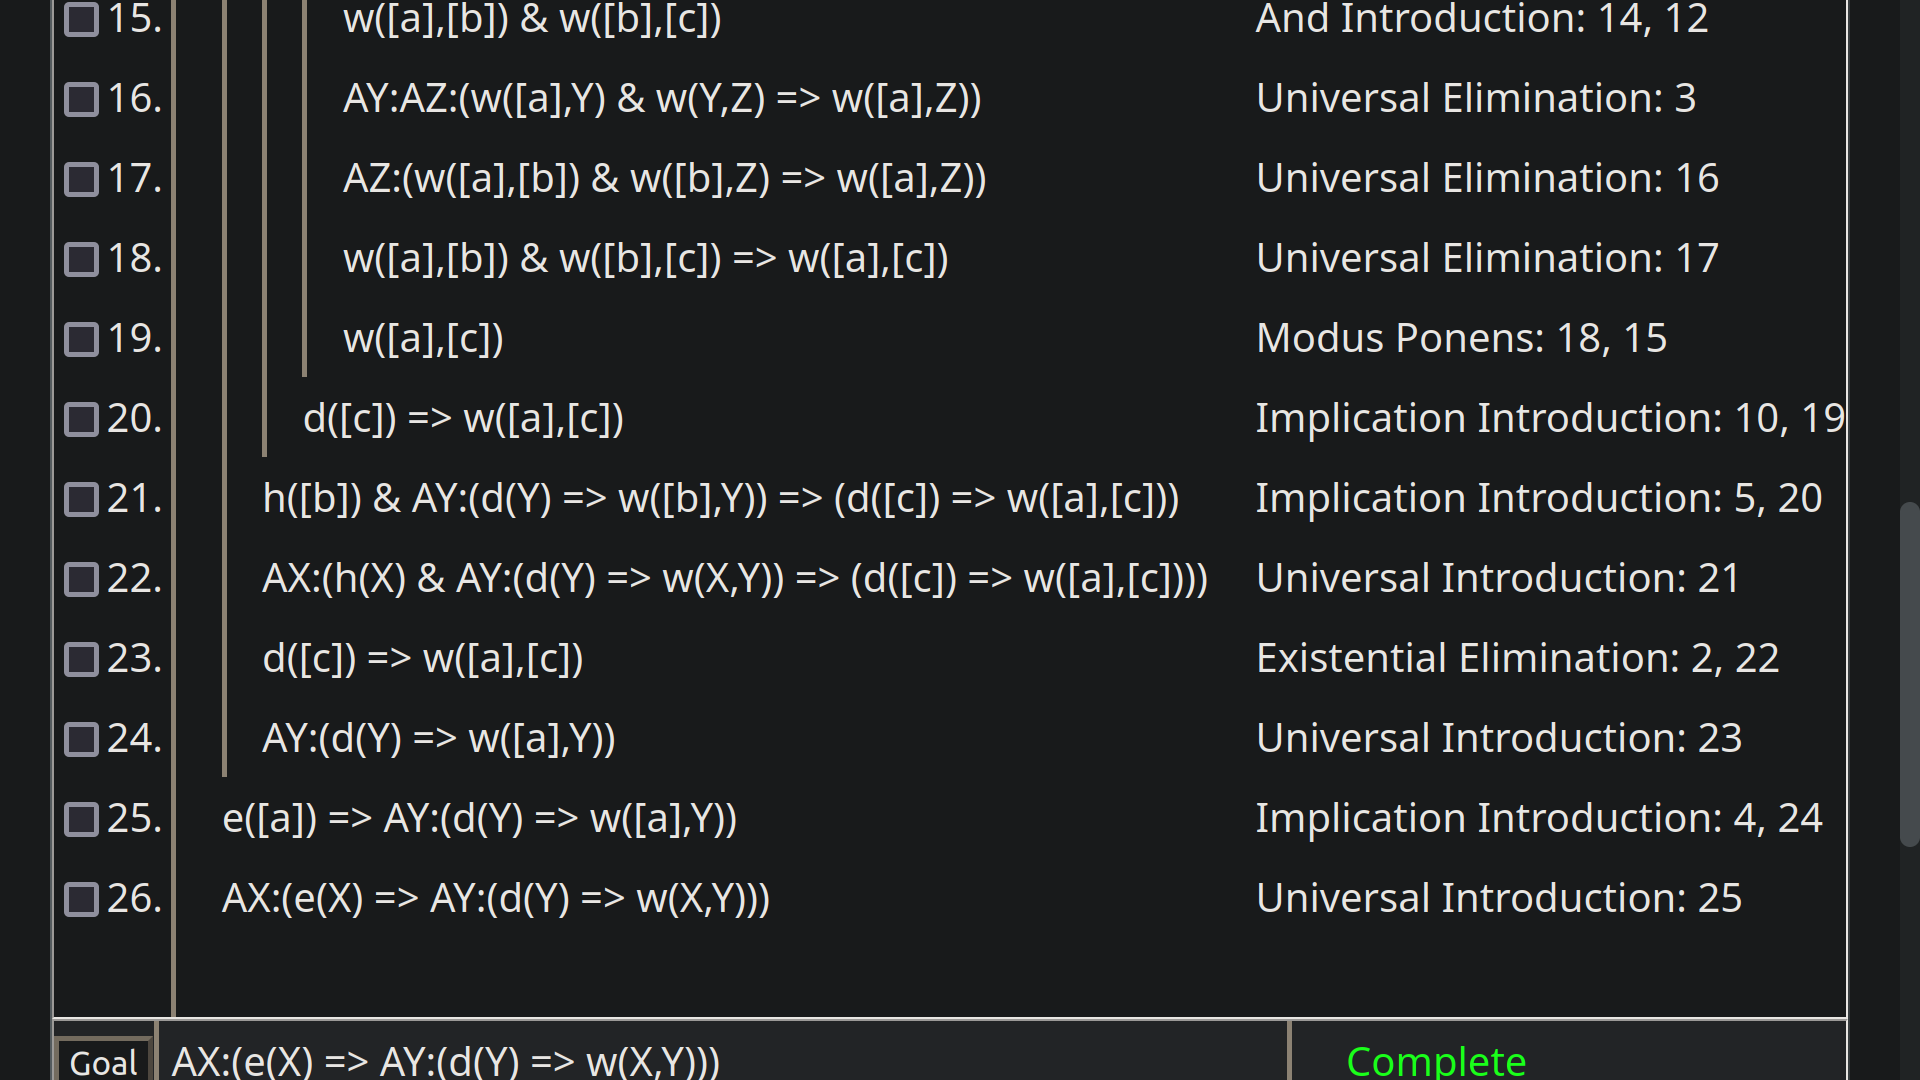 15. w([a],[b]) & w([b],[c]) And Introduction: 14, 12
16. AY:AZ:(w([a],Y) & w(Y,Z) => w([a],Z)) Universal Elimination: 3
17. AZ:(w([a],[b]) & w([b],Z) => w([a],Z)) Universal Elimination: 16
18. w([a],[b]) & w([b],[c]) => w([a],[c]) Universal Elimination: 17
19. w([a],[c]) Modus Ponens: 18, 15
20. d([c]) => w([a],[c]) Implication Introduction: 10, 19
21. h([b]) & AY:(d(Y) => w([b],Y)) => (d([c]) => w([a],[c])) Implication Introduction: 5, 20
22. AX:(h(X) & AY:(d(Y) => w(X,Y)) => (d([c]) => w([a],[c]))) Universal Introduction: 21
23. d([c]) => w([a],[c]) Existential Elimination: 2, 22
24. AY:(d(Y) => w([a],Y)) Universal Introduction: 23
25. e([a]) => AY:(d(Y) => w([a],Y)) Implication Introduction: 4, 24
26. AX:(e(X) => AY:(d(Y) => w(X,Y))) Universal Introduction: 25
Goal AX:(e(X) => AY:(d(Y) => w(X,Y))) Complete